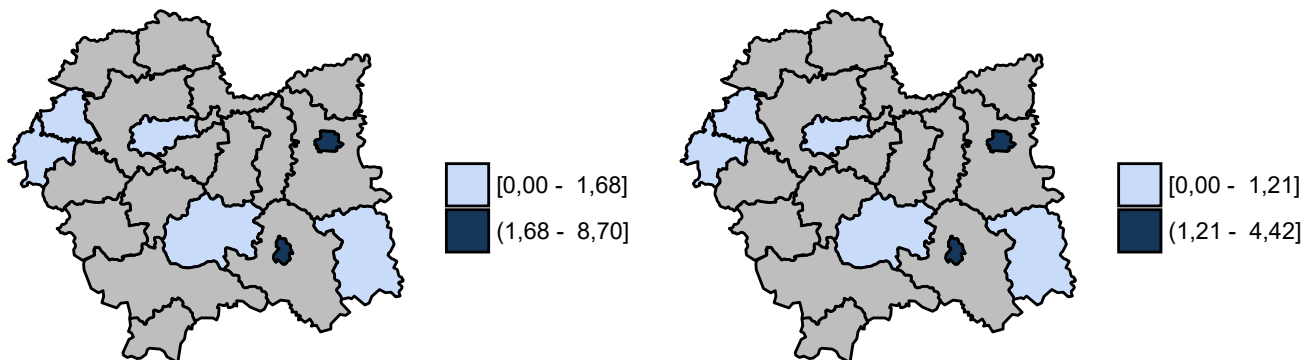 [0,00 - 1,68]
(1,68 - 8,70]
[0,00 - 1,21]
(1,21 - 4,42]